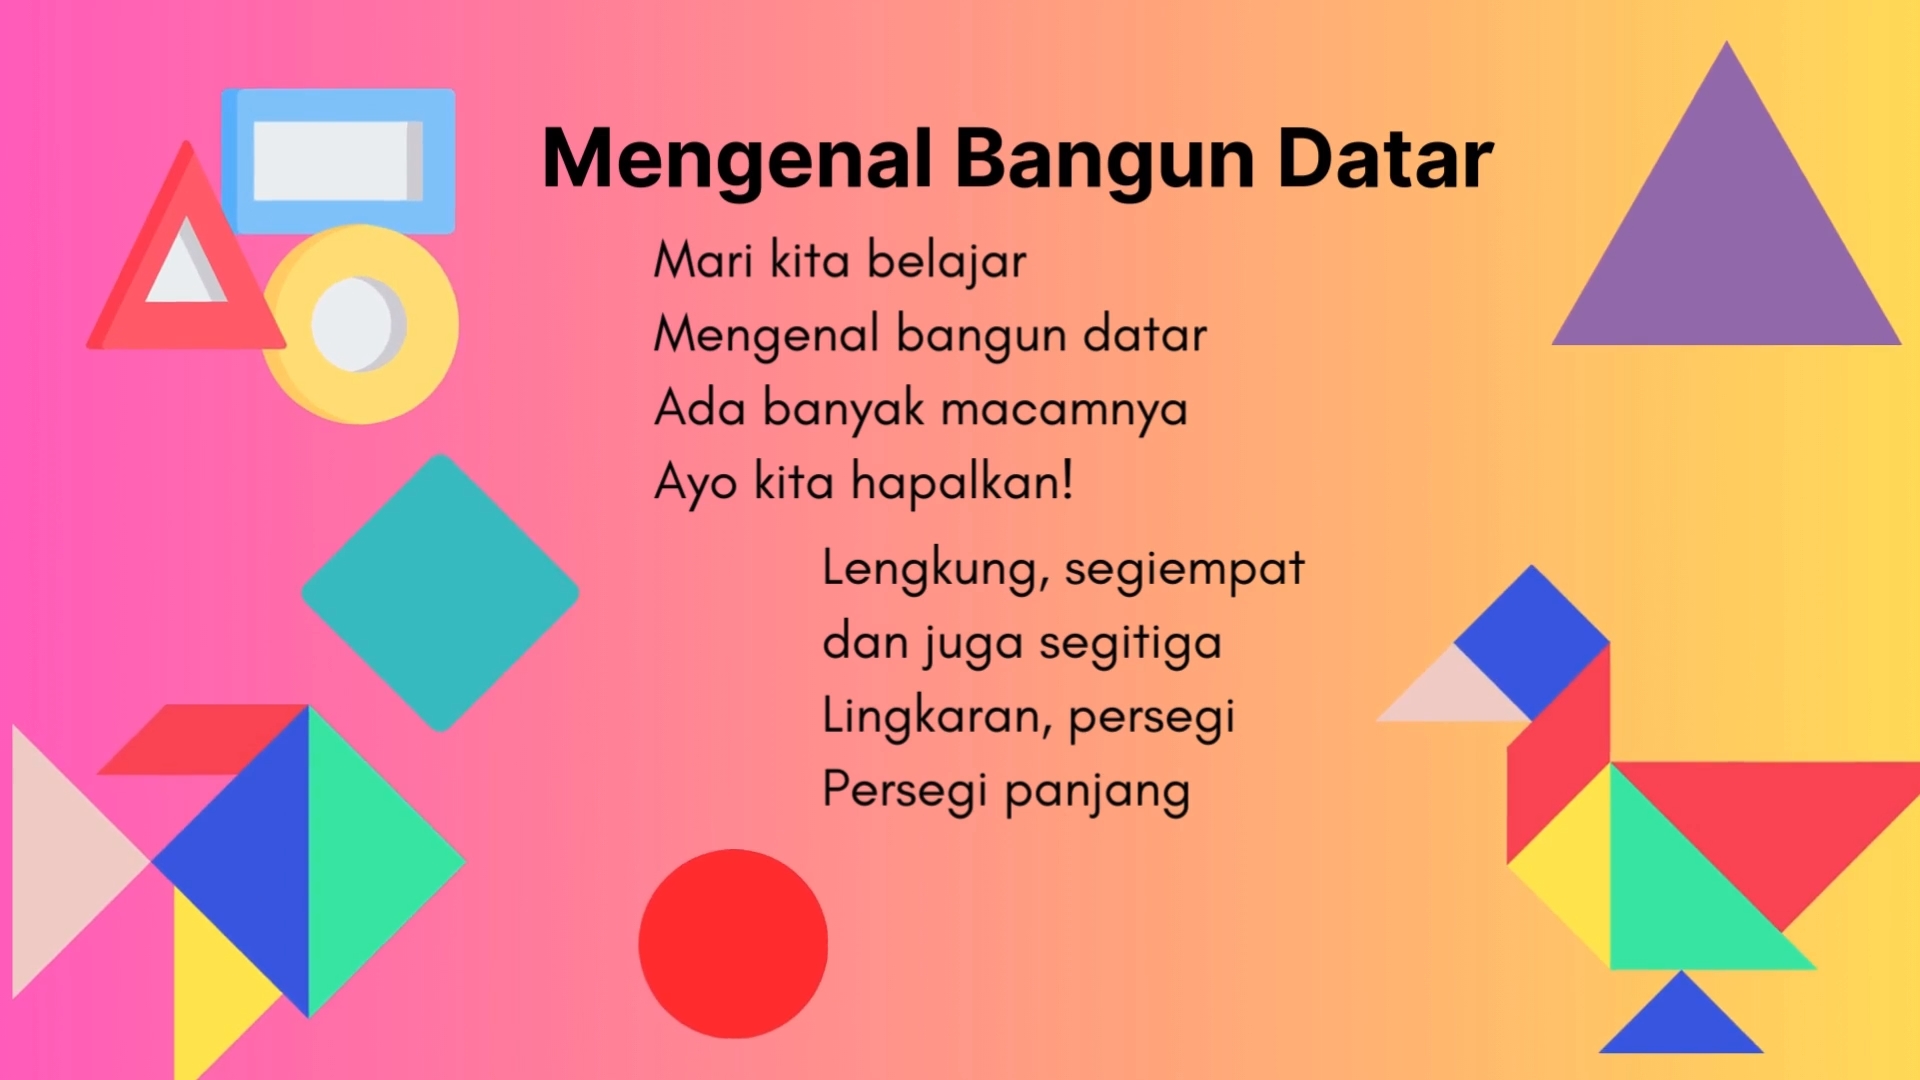 Mengenal Bangun Datar
Mari kita belajar
Mengenal bangun datar
Ada banyak macamnya
Ayo kita hapalkan!
Lengkung, segiempat
dan juga segitiga
Lingkaran, persegi
Persegi panjang